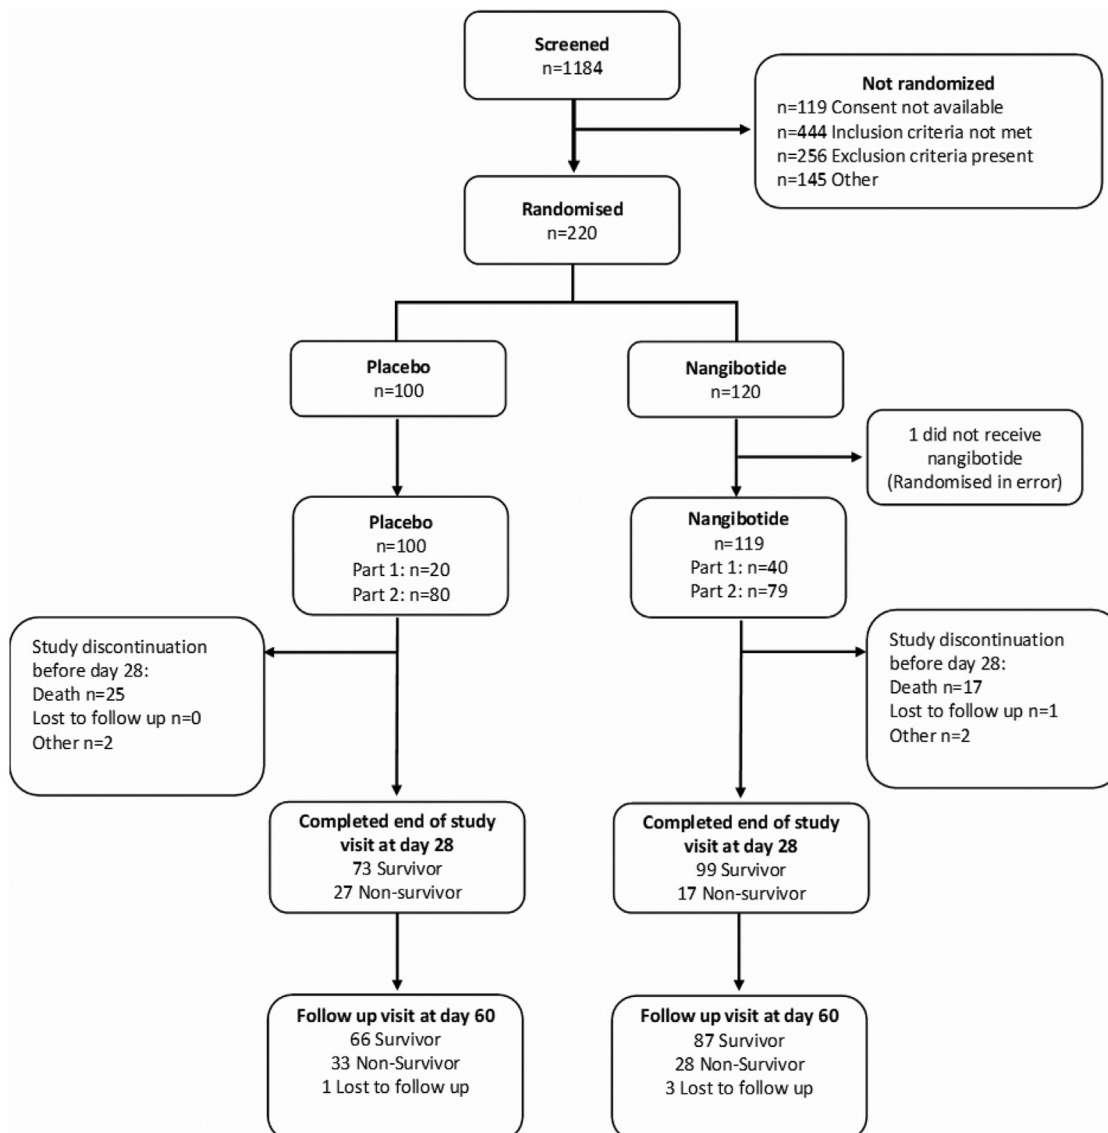 Screened
n=1184
Not randomized
n=119 Consent not available
n=444 Inclusion criteria not met
n=256 Exclusion criteria present
n=145 Other
Randomised
n=220
Placebo
n=100
Nangibotide
n=120
1 did not receive
nangibotide
(Randomised in error)
Placebo
n=100
Part 1: n=20
Part 2: n=80
Nangibotide
n=119
Part 1: n=40
Part 2: n=79
Study discontinuation
before day 28:
Death n=25
Lost to follow up n=0
Other n=2
Study discontinuation
before day 28:
Death n=17
Lost to follow up n=1
Other n=2
Completed end of study
visit at day 28
73 Survivor
27 Non-survivor
Completed end of study
visit at day 28
99 Survivor
17 Non-survivor
Follow up visit at day 60
66 Survivor
33 Non-Survivor
1 Lost to follow up
Follow up visit at day 60
87 Survivor
28 Non-Survivor
3 Lost to follow up